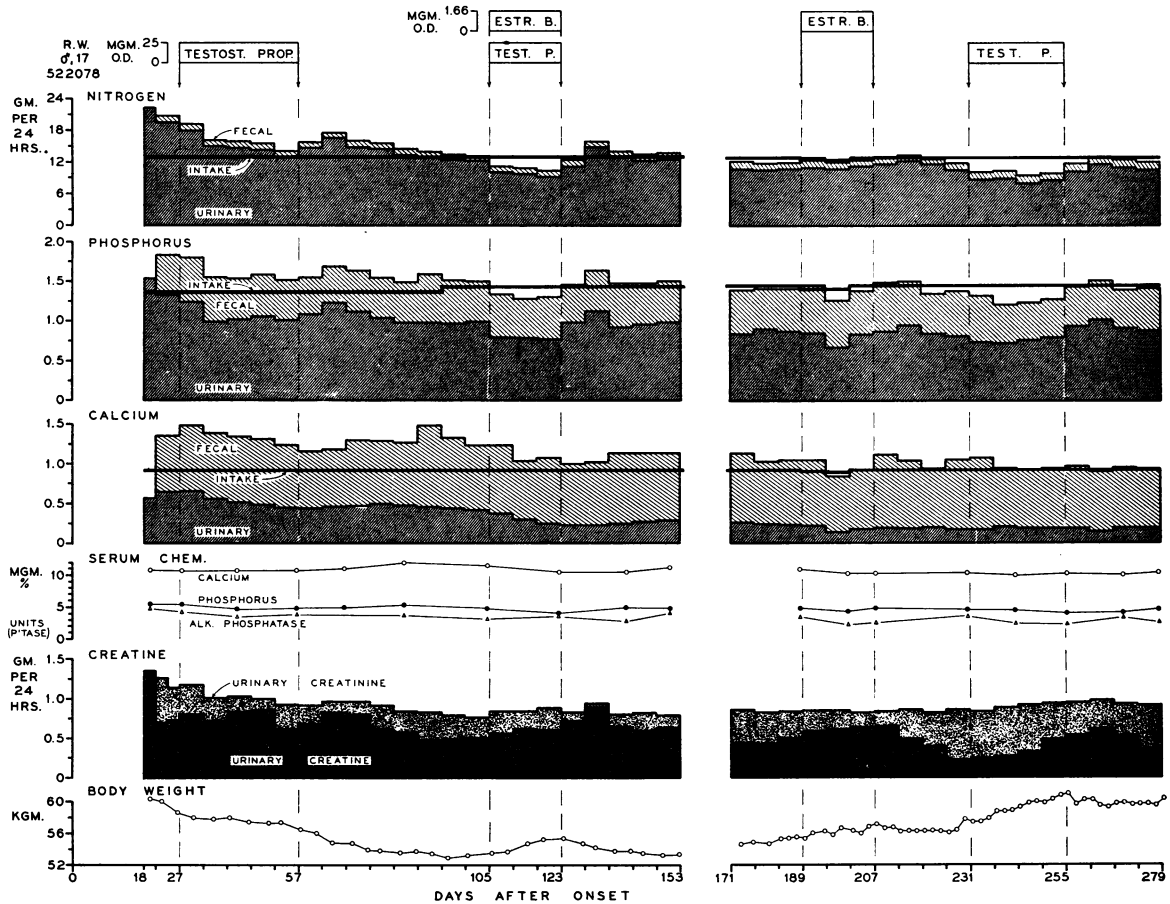 MGM. O.D. 1.66 0 ESTR. B. ESTR. B.
R.W. ♂, 17 522078 MGM. O.D. 25 0 TESTOST. PROP. TEST. P. TEST. P.
NITROGEN
GM. PER 24 HRS.
24
18
12
6
0
FECAL
INTAKE
URINARY
PHOSPHORUS
2.0
1.5
1.0
0.5
0
INTAKE
FECAL
URINARY
CALCIUM
1.5
1.0
0.5
0
FECAL
INTAKE
URINARY
SERUM CHEM.
MGM. %
10
5
0
UNITS (P'TASE)
CALCIUM
PHOSPHORUS
ALK. PHOSPHATASE
CREATINE
GM. PER 24 HRS.
1.5
1.0
0.5
0
URINARY CREATININE
URINARY CREATINE
BODY WEIGHT
KGM.
60
56
52
0 18 27 57 105 123 153 171 189 207 231 255 279
DAYS AFTER ONSET